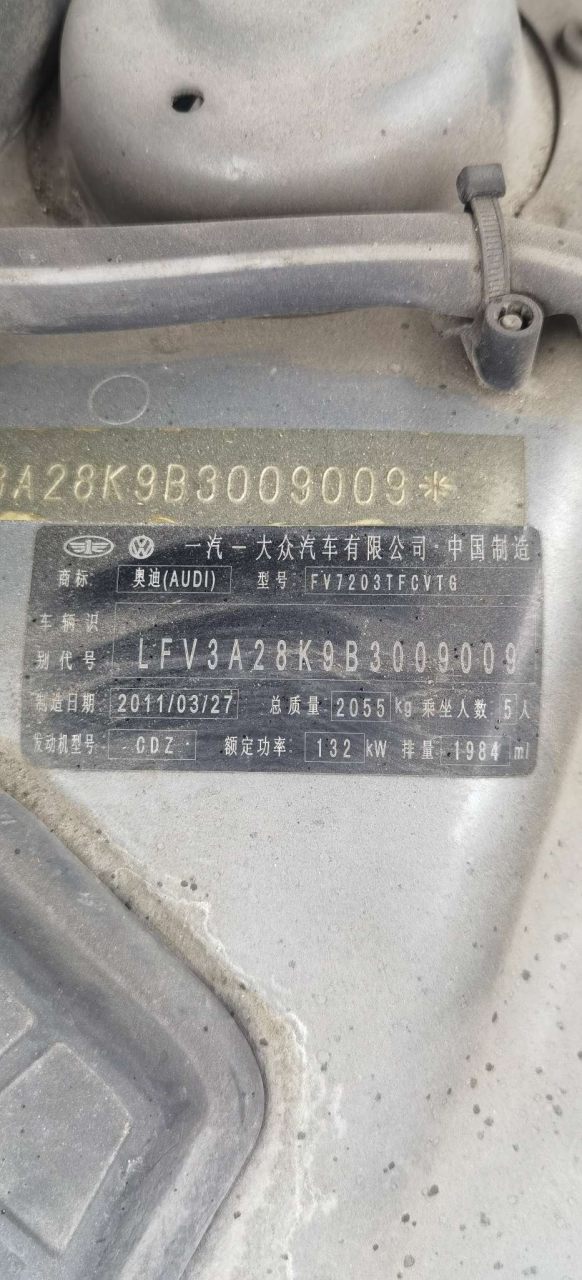 3A28K9B3009009*
一汽-大众汽车有限公司·中国制造
商标: 奥迪(AUDI) 型号: FV7203TFCVTG
车辆识
别代号 LFV3A28K9B3009009
制造日期: 2011/03/27 总质量 2055 kg 乘坐人数 5 人
发动机型号: CDZ 额定功率: 132 kW 排量 1984 ml